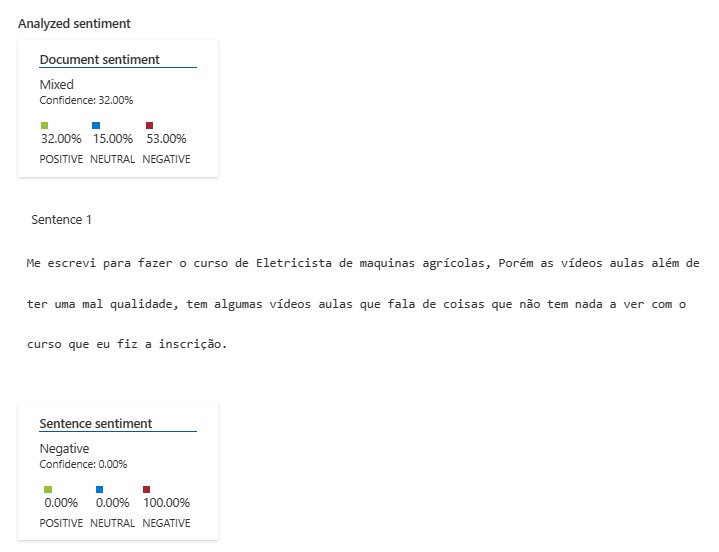 Analyzed sentiment
Document sentiment
Mixed
Confidence: 32.00%
32.00% 15.00% 53.00%
POSITIVE NEUTRAL NEGATIVE
Sentence 1
Me escrevi para fazer o curso de Eletricista de maquinas agrícolas, Porém as vídeos aulas além de
ter uma mal qualidade, tem algumas vídeos aulas que fala de coisas que não tem nada a ver com o
curso que eu fiz a inscrição.
Sentence sentiment
Negative
Confidence: 0.00%
0.00% 0.00% 100.00%
POSITIVE NEUTRAL NEGATIVE